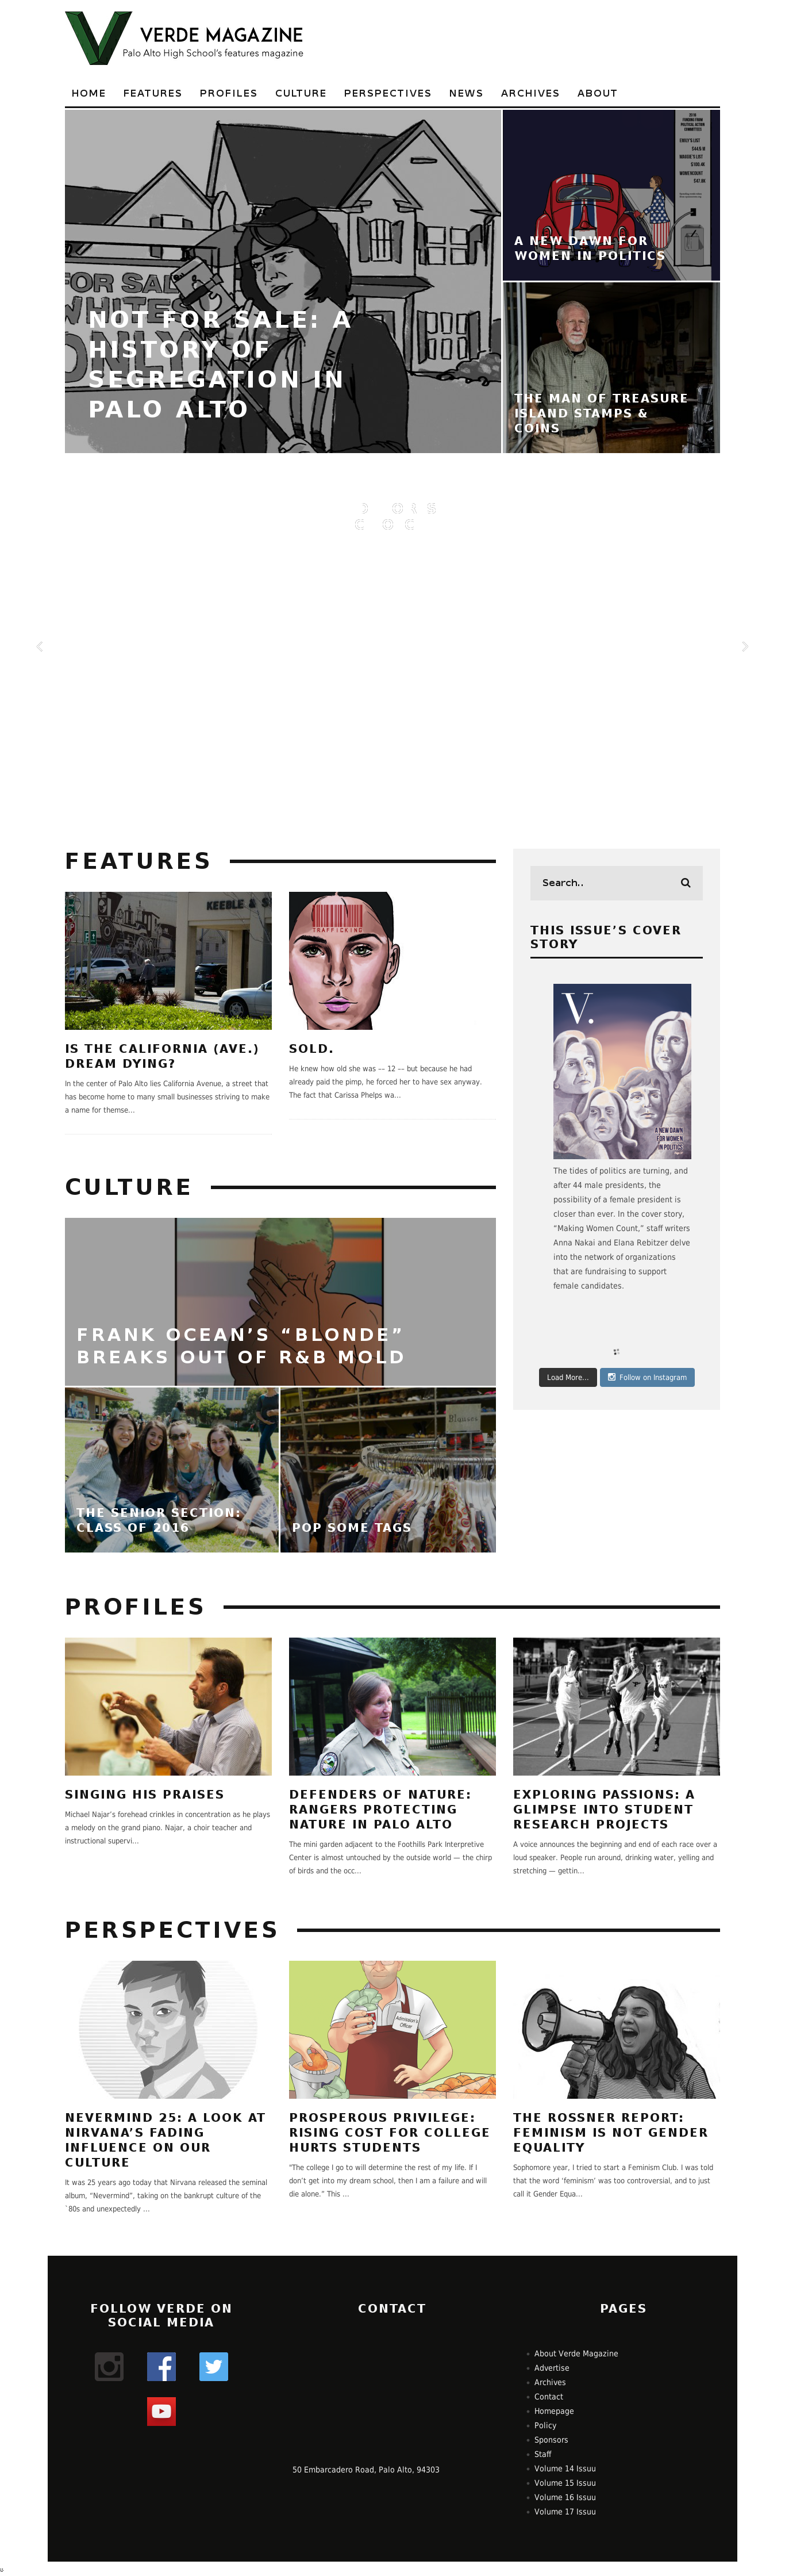 VERDE MAGAZINE
Palo Alto High School's features magazine
HOME FEATURES PROFILES CULTURE PERSPECTIVES NEWS ARCHIVES ABOUT
FOR SALE
WHITES
ONLY
NOT FOR SALE: A
HISTORY OF
SEGREGATION IN
PALO ALTO
A NEW DAWN FOR
WOMEN IN POLITICS
THE MAN OF TREASURE
ISLAND STAMPS &
COINS
FEATURES
KEEBLE & S
IS THE CALIFORNIA (AVE.)
DREAM DYING?
In the center of Palo Alto lies California Avenue, a street that
has become home to many small businesses striving to make
a name for themse...
TRAFFICKING
SOLD.
He knew how old she was –– 12 –– but because he had
already paid the pimp, he forced her to have sex anyway.
The fact that Carissa Phelps wa...
Search..
THIS ISSUE’S COVER
STORY
V.
A NEW DAWN
FOR WOMEN
IN POLITICS
The tides of politics are turning, and
after 44 male presidents, the
possibility of a female president is
closer than ever. In the cover story,
“Making Women Count,” staff writers
Anna Nakai and Elana Rebitzer delve
into the network of organizations
that are fundraising to support
female candidates.
Load More...
Follow on Instagram
CULTURE
FRANK OCEAN’S “BLONDE”
BREAKS OUT OF R&B MOLD
THE SENIOR SECTION:
CLASS OF 2016
Blouses
POP SOME TAGS
PROFILES
SINGING HIS PRAISES
Michael Najar’s forehead crinkles in concentration as he plays
a melody on the grand piano. Najar, a choir teacher and
instructional supervi...
DEFENDERS OF NATURE:
RANGERS PROTECTING
NATURE IN PALO ALTO
The mini garden adjacent to the Foothills Park Interpretive
Center is almost untouched by the outside world — the chirp
of birds and the occ...
EXPLORING PASSIONS: A
GLIMPSE INTO STUDENT
RESEARCH PROJECTS
A voice announces the beginning and end of each race over a
loud speaker. People run around, drinking water, yelling and
stretching — gettin...
PERSPECTIVES
NEVERMIND 25: A LOOK AT
NIRVANA’S FADING
INFLUENCE ON OUR
CULTURE
It was 25 years ago today that Nirvana released the seminal
album, “Nevermind”, taking on the bankrupt culture of the
`80s and unexpectedly ...
Admission's
Officer
PROSPEROUS PRIVILEGE:
RISING COST FOR COLLEGE
HURTS STUDENTS
“The college I go to will determine the rest of my life. If I
don’t get into my dream school, then I am a failure and will
die alone.” This ...
THE ROSSNER REPORT:
FEMINISM IS NOT GENDER
EQUALITY
Sophomore year, I tried to start a Feminism Club. I was told
that the word ‘feminism’ was too controversial, and to just
call it Gender Equa...
FOLLOW VERDE ON
SOCIAL MEDIA
CONTACT
50 Embarcadero Road, Palo Alto, 94303
PAGES
About Verde Magazine
Advertise
Archives
Contact
Homepage
Policy
Sponsors
Staff
Volume 14 Issuu
Volume 15 Issuu
Volume 16 Issuu
Volume 17 Issuu